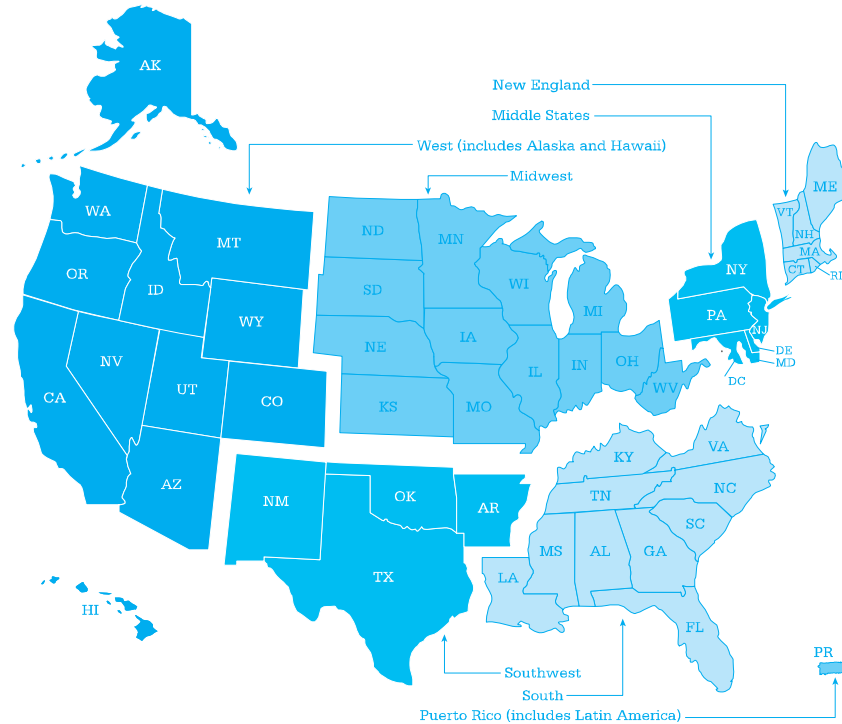 AK
New England
Middle States
West (includes Alaska and Hawaii)
Midwest
WA
MT
ND
MN
VT
ME
NH
MA
CT
RI
OR
ID
SD
WI
MI
NY
WY
PA
NJ
NV
UT
CO
NE
IA
IL
IN
OH
WV
DE
MD
DC
CA
KS
MO
AZ
NM
OK
AR
KY
VA
TN
NC
SC
MS
AL
GA
LA
TX
FL
HI
PR
Southwest
South
Puerto Rico (includes Latin America)